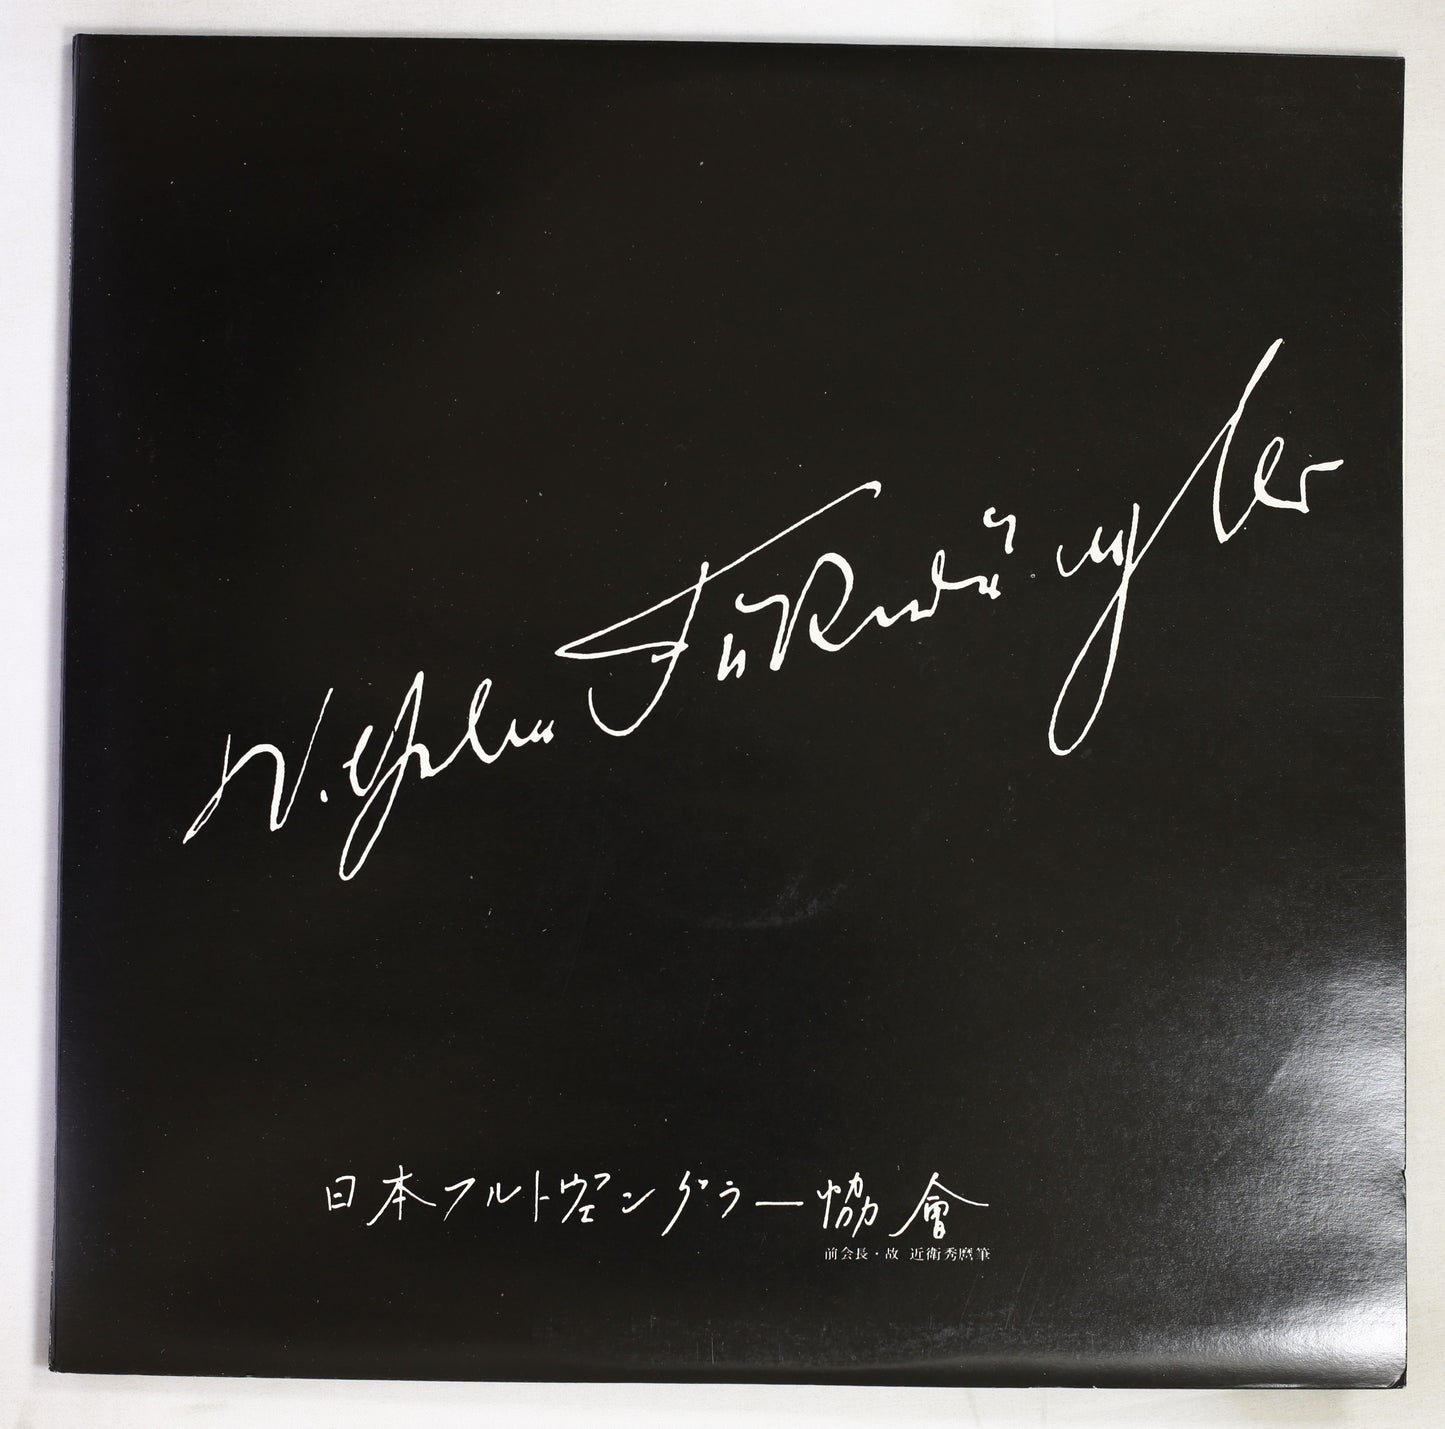 Wilhelm Furtwängler
日本フルトヴェングラー協會
前会長・故 近衛秀麿筆